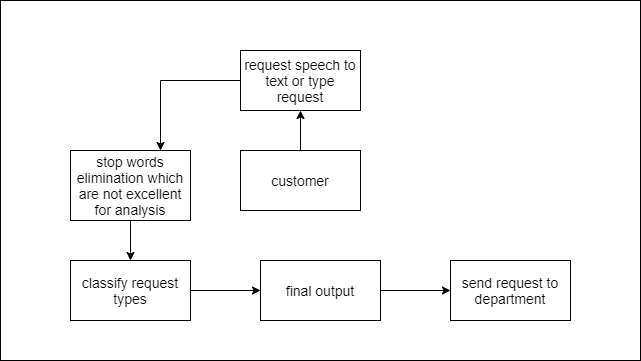 request speech to
text or type
request
customer
stop words
elimination which
are not excellent
for analysis
classify request
types
final output
send request to
department